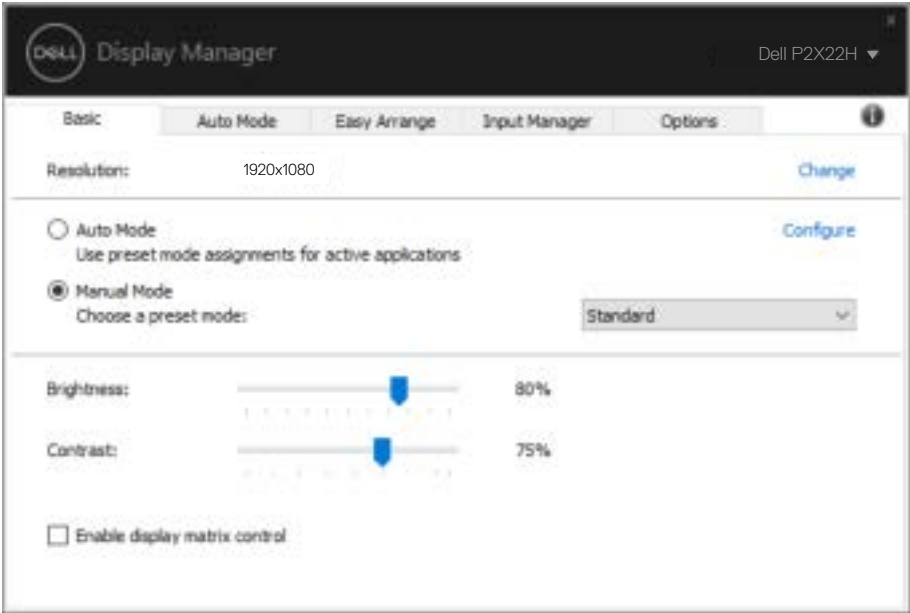 DELL Display Manager
Dell P2X22H
Basic Auto Mode Easy Arrange Input Manager Options
Resolution: 1920x1080 Change
Auto Mode Configure
Use preset mode assignments for active applications
Manual Mode
Choose a preset mode: Standard
Brightness: 80%
Contrast: 75%
Enable display matrix control